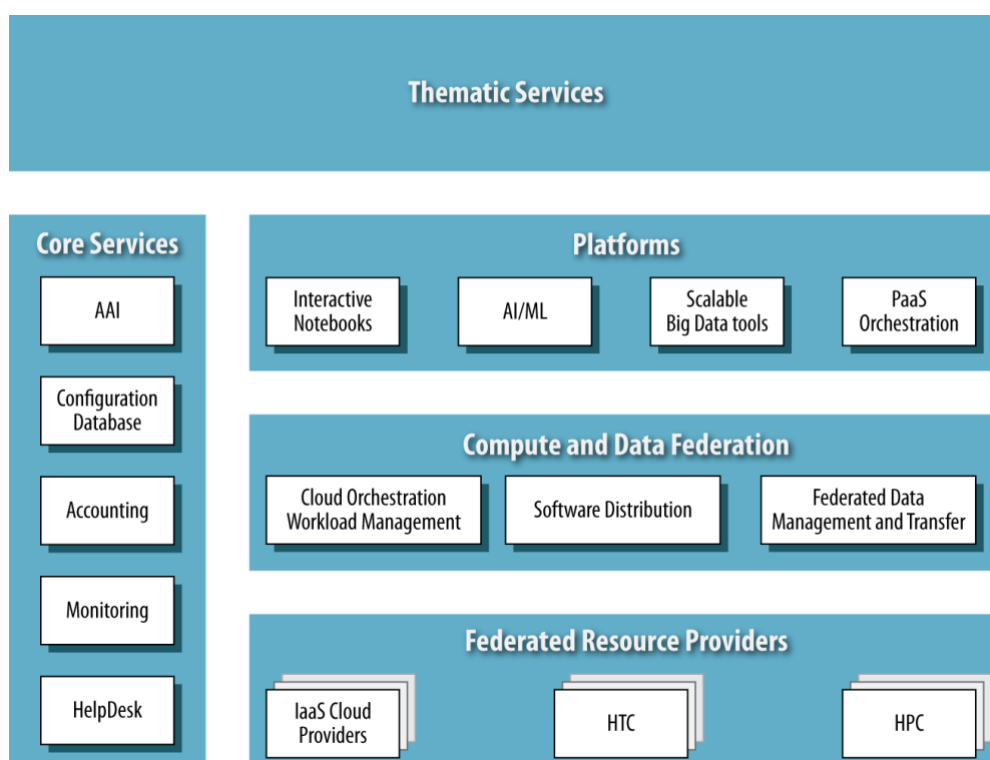 Thematic Services
Core Services
AAI
Configuration
Database
Accounting
Monitoring
HelpDesk
Platforms
Interactive
Notebooks
AI/ML
Scalable
Big Data tools
PaaS
Orchestration
Compute and Data Federation
Cloud Orchestration
Workload Management
Software Distribution
Federated Data
Management and Transfer
Federated Resource Providers
IaaS Cloud
Providers
HTC
HPC